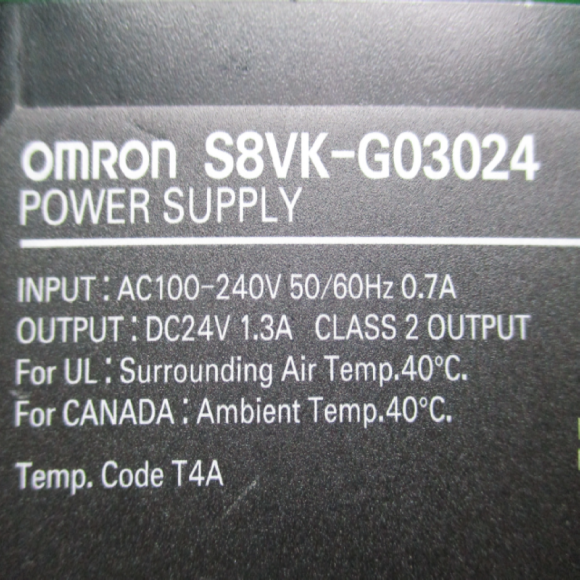 OMRON S8VK-G03024
POWER SUPPLY
INPUT : AC100-240V 50/60Hz 0.7A
OUTPUT : DC24V 1.3A CLASS 2 OUTPUT
For UL : Surrounding Air Temp.40°C.
For CANADA : Ambient Temp.40°C.
Temp. Code T4A